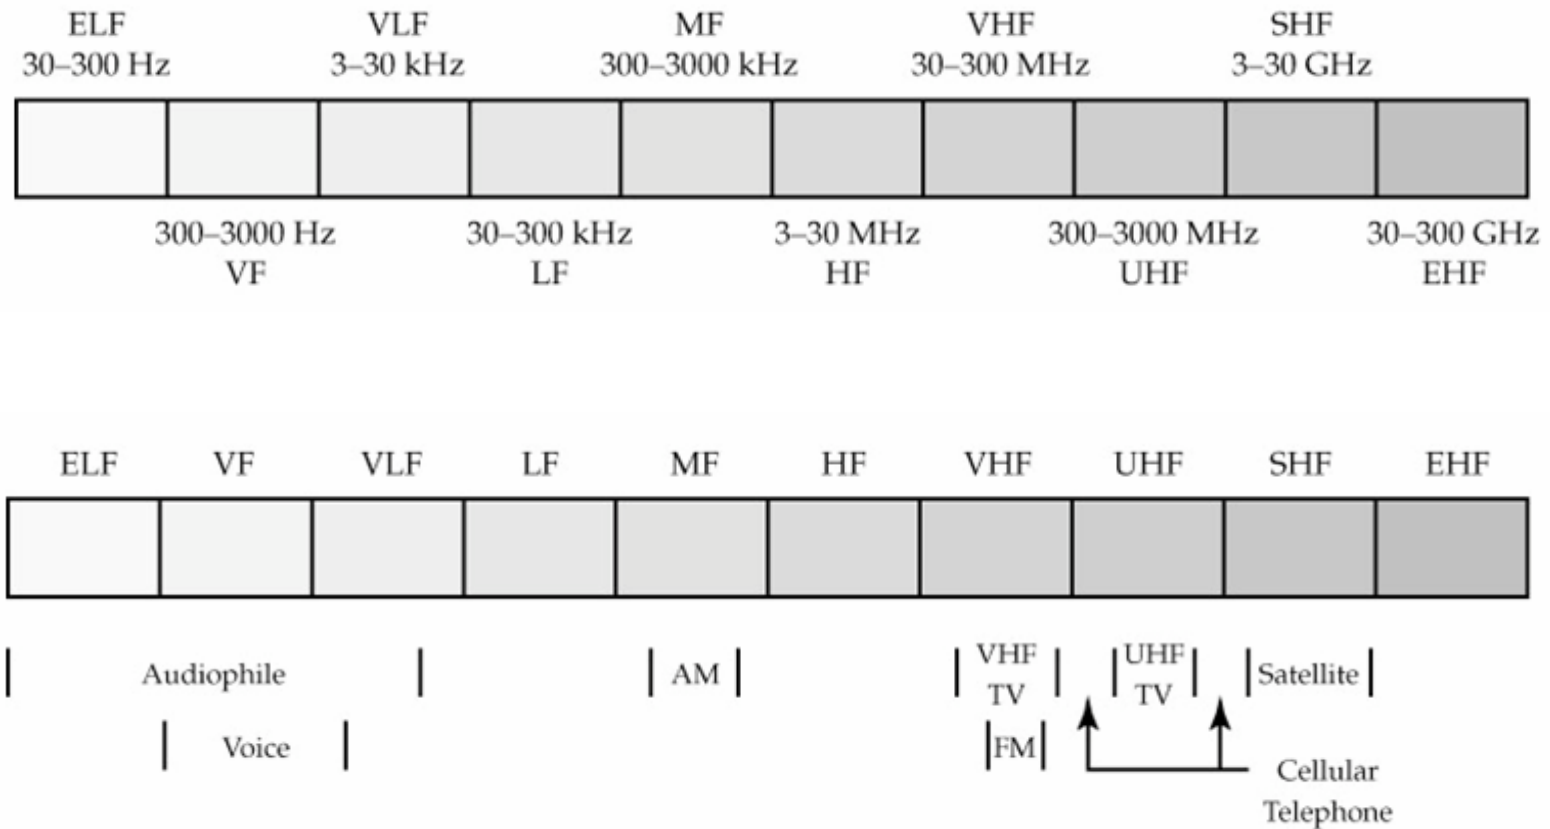 ELF VLF MF VHF SHF
30–300 Hz 3–30 kHz 300–3000 kHz 30–300 MHz 3–30 GHz
300–3000 Hz 30–300 kHz 3–30 MHz 300–3000 MHz 30–300 GHz
VF LF HF UHF EHF
ELF VF VLF LF MF HF VHF UHF SHF EHF
Audiophile AM VHF TV UHF TV Satellite
Voice FM
Cellular
Telephone